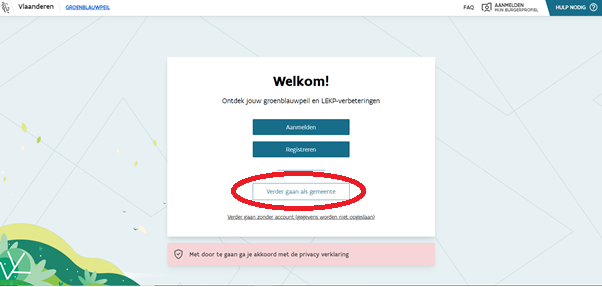 Vlaanderen GROENBLAUWPEIL FAQ AANMELDEN HULP NODIG
MIJN BURGERPROFIEL
Welkom!
Ontdek jouw groenblauwpeil en LEKP-verbeteringen
Aanmelden
Registreren
Verder gaan als gemeente
Verder gaan zonder account (gegevens worden niet opgeslaan)
Met door te gaan ga je akkoord met de privacy verklaring